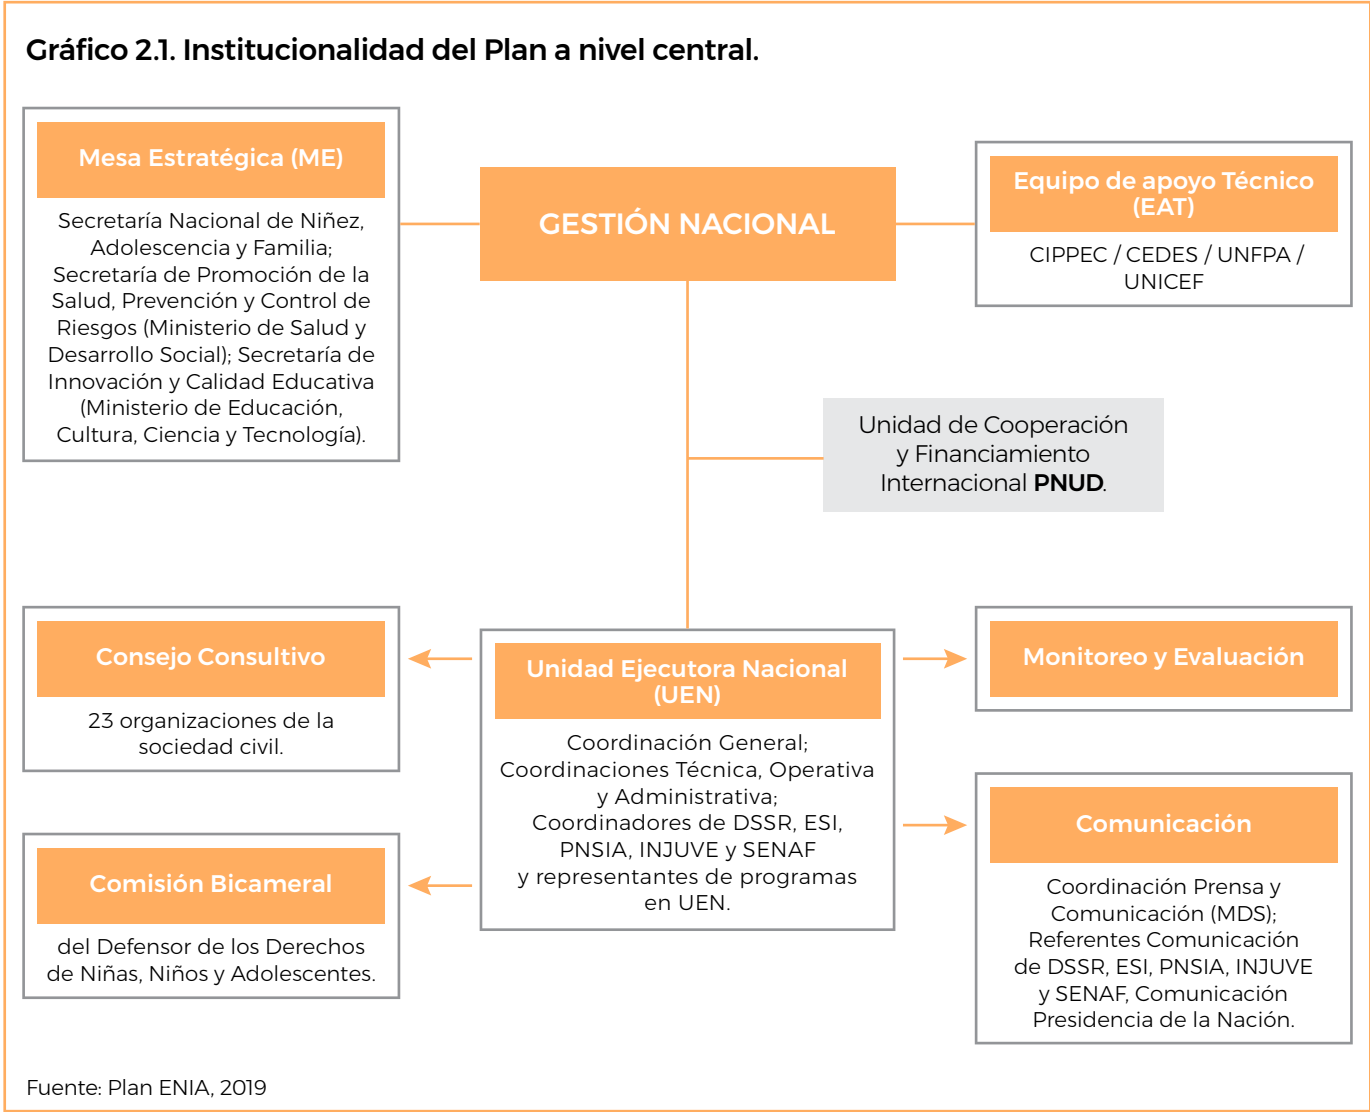 Gráfico 2.1. Institucionalidad del Plan a nivel central.
Mesa Estratégica (ME)
Secretaría Nacional de Niñez,
Adolescencia y Familia;
Secretaría de Promoción de la
Salud, Prevención y Control de
Riesgos (Ministerio de Salud y
Desarrollo Social); Secretaría de
Innovación y Calidad Educativa
(Ministerio de Educación,
Cultura, Ciencia y Tecnología).
GESTIÓN NACIONAL
Equipo de apoyo Técnico
(EAT)
CIPPEC / CEDES / UNFPA /
UNICEF
Unidad de Cooperación
y Financiamiento
Internacional PNUD.
Consejo Consultivo
23 organizaciones de la
sociedad civil.
Comisión Bicameral
del Defensor de los Derechos
de Niñas, Niños y Adolescentes.
Unidad Ejecutora Nacional
(UEN)
Coordinación General;
Coordinaciones Técnica, Operativa
y Administrativa;
Coordinadores de DSSR, ESI,
PNSIA, INJUVE y SENAF
y representantes de programas
en UEN.
Monitoreo y Evaluación
Comunicación
Coordinación Prensa y
Comunicación (MDS);
Referentes Comunicación
de DSSR, ESI, PNSIA, INJUVE
y SENAF, Comunicación
Presidencia de la Nación.
Fuente: Plan ENIA, 2019